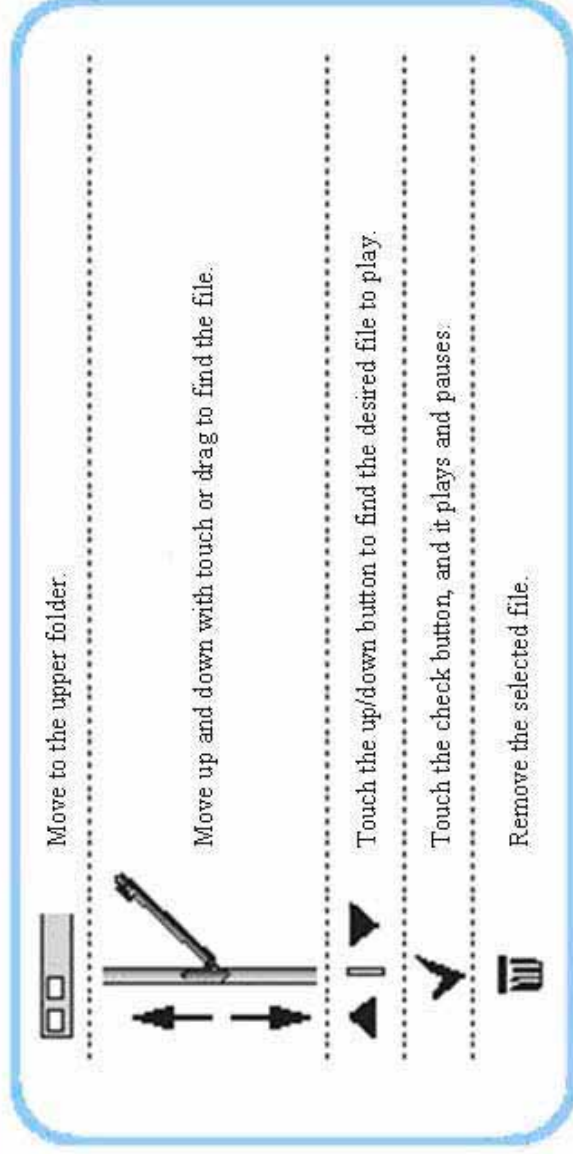 Move to the upper folder.
Move up and down with touch or drag to find the file.
Touch the up/down button to find the desired file to play.
Touch the check button, and it plays and pauses.
Remove the selected file.